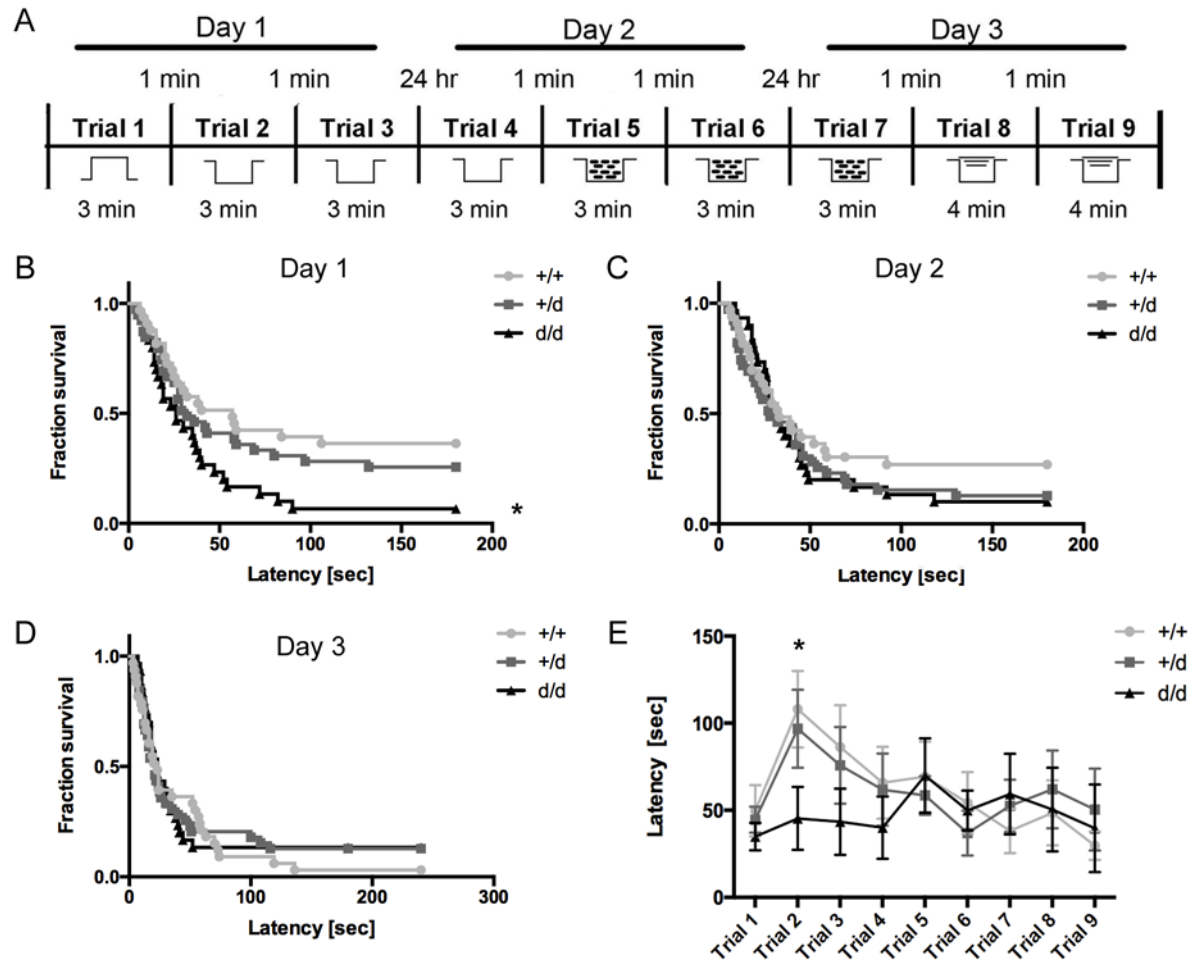 A
Day 1 Day 2 Day 3
1 min 1 min 24 hr 1 min 1 min 24 hr 1 min 1 min
Trial 1 Trial 2 Trial 3 Trial 4 Trial 5 Trial 6 Trial 7 Trial 8 Trial 9
3 min 3 min 3 min 3 min 3 min 3 min 3 min 4 min 4 min
B
Day 1
+/+
+/d
d/d
Fraction survival
1.0
0.5
0.0
0 50 100 150 200
Latency [sec]
*
C
Day 2
+/+
+/d
d/d
Fraction survival
1.0
0.5
0.0
0 50 100 150 200
Latency [sec]
D
Day 3
+/+
+/d
d/d
Fraction survival
1.0
0.5
0.0
0 100 200 300
Latency [sec]
E
+/+
+/d
d/d
*
Latency [sec]
150
100
50
0
Trial 1 Trial 2 Trial 3 Trial 4 Trial 5 Trial 6 Trial 7 Trial 8 Trial 9